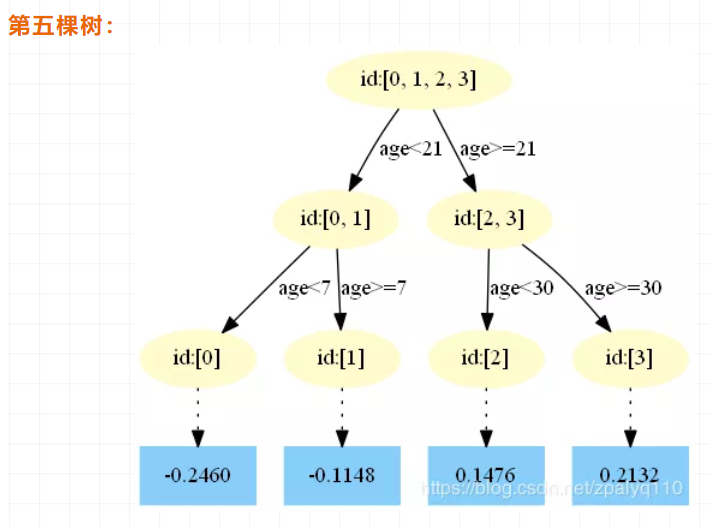 第五棵树：
id:[0, 1, 2, 3]
age<21 age>=21
id:[0, 1] id:[2, 3]
age<7 age>=7 age<30 age>=30
id:[0] id:[1] id:[2] id:[3]
-0.2460 -0.1148 0.1476 0.2132
https://blog.csdn.net/zpalyq110